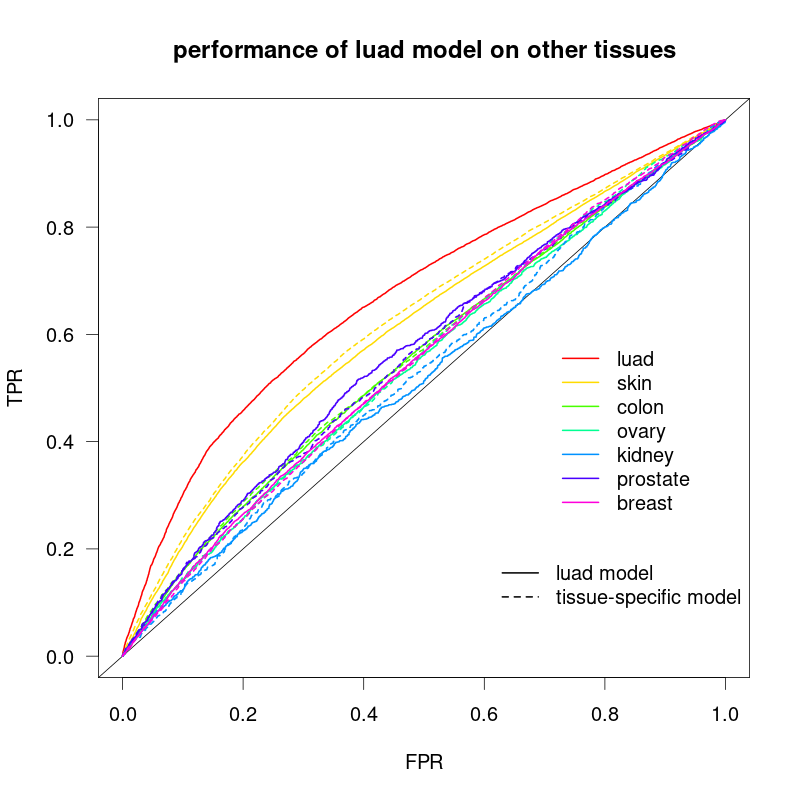 performance of luad model on other tissues
TPR
1.0
0.8
0.6
0.4
0.2
0.0
luad
skin
colon
ovary
kidney
prostate
breast
luad model
tissue-specific model
0.0 0.2 0.4 0.6 0.8 1.0
FPR